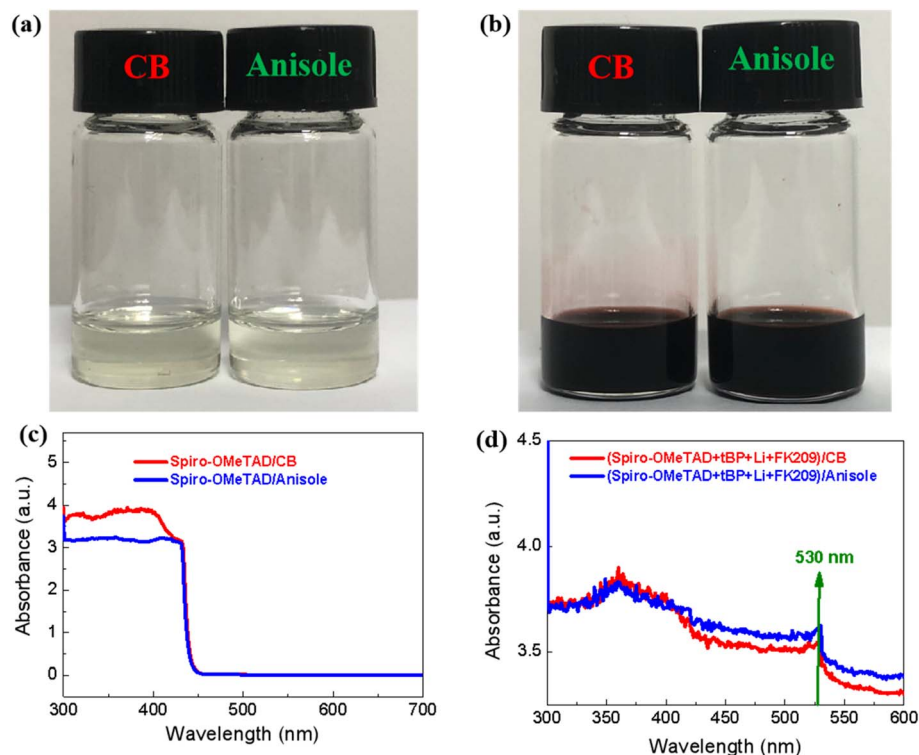 (a)
CB
Anisole
(b)
CB
Anisole
(c)
5
4
3
2
1
0
300
400
500
600
700
Absorbance (a.u.)
Wavelength (nm)
Spiro-OMeTAD/CB
Spiro-OMeTAD/Anisole
(d)
4.5
4.0
3.5
300
350
400
450
500
550
600
Absorbance (a.u.)
Wavelength (nm)
(Spiro-OMeTAD+tBP+Li+FK209)/CB
(Spiro-OMeTAD+tBP+Li+FK209)/Anisole
530 nm